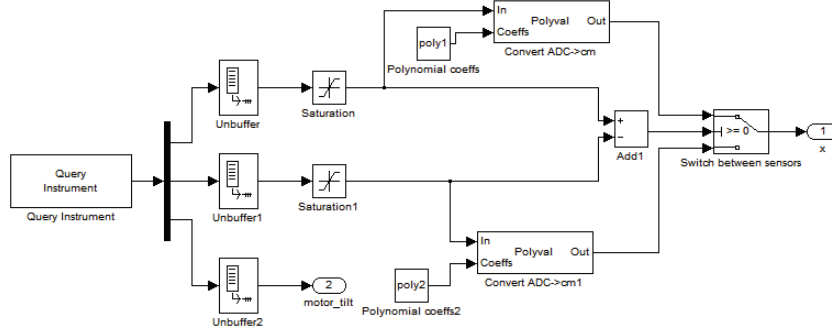 In
Polyval
Out
Coeffs
Convert ADC->cm
poly1
Polynomial coeffs
Unbuffer
Saturation
+
−
Add1
>= 0
Switch between sensors
1
x
Query
Instrument
Query Instrument
Unbuffer1
Saturation1
In
Polyval
Out
Coeffs
Convert ADC->cm1
poly2
Polynomial coeffs2
Unbuffer2
2
motor_tilt